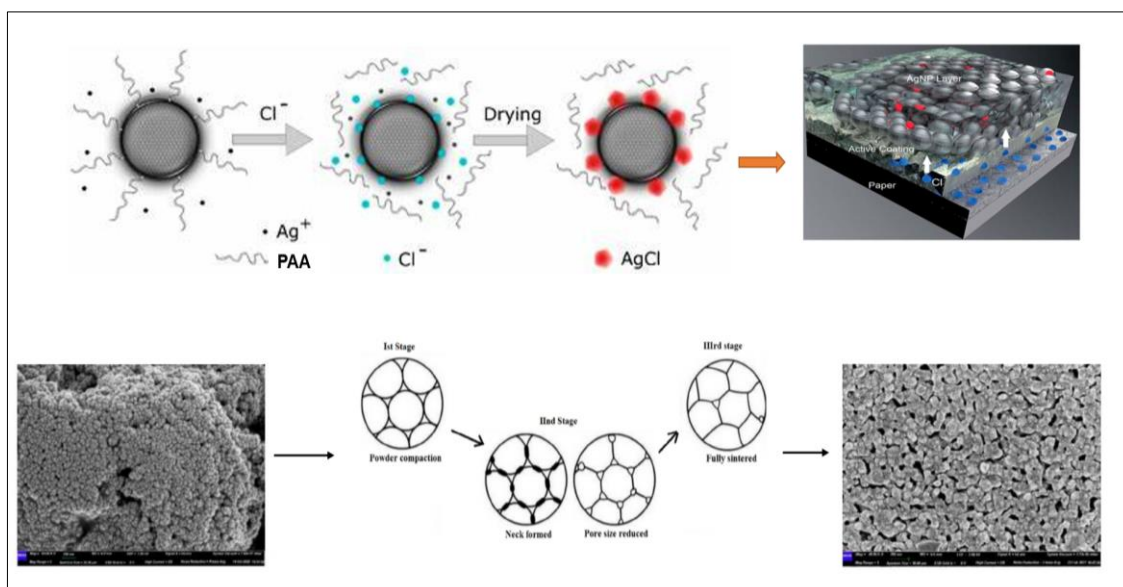 Cl⁻
Drying
Ag⁺
PAA
Cl⁻
AgCl
AgNP Layer
Active Coating
Paper
Cl
Ist Stage
Powder compaction
IInd Stage
Neck formed
Pore size reduced
IIIrd stage
Fully sintered